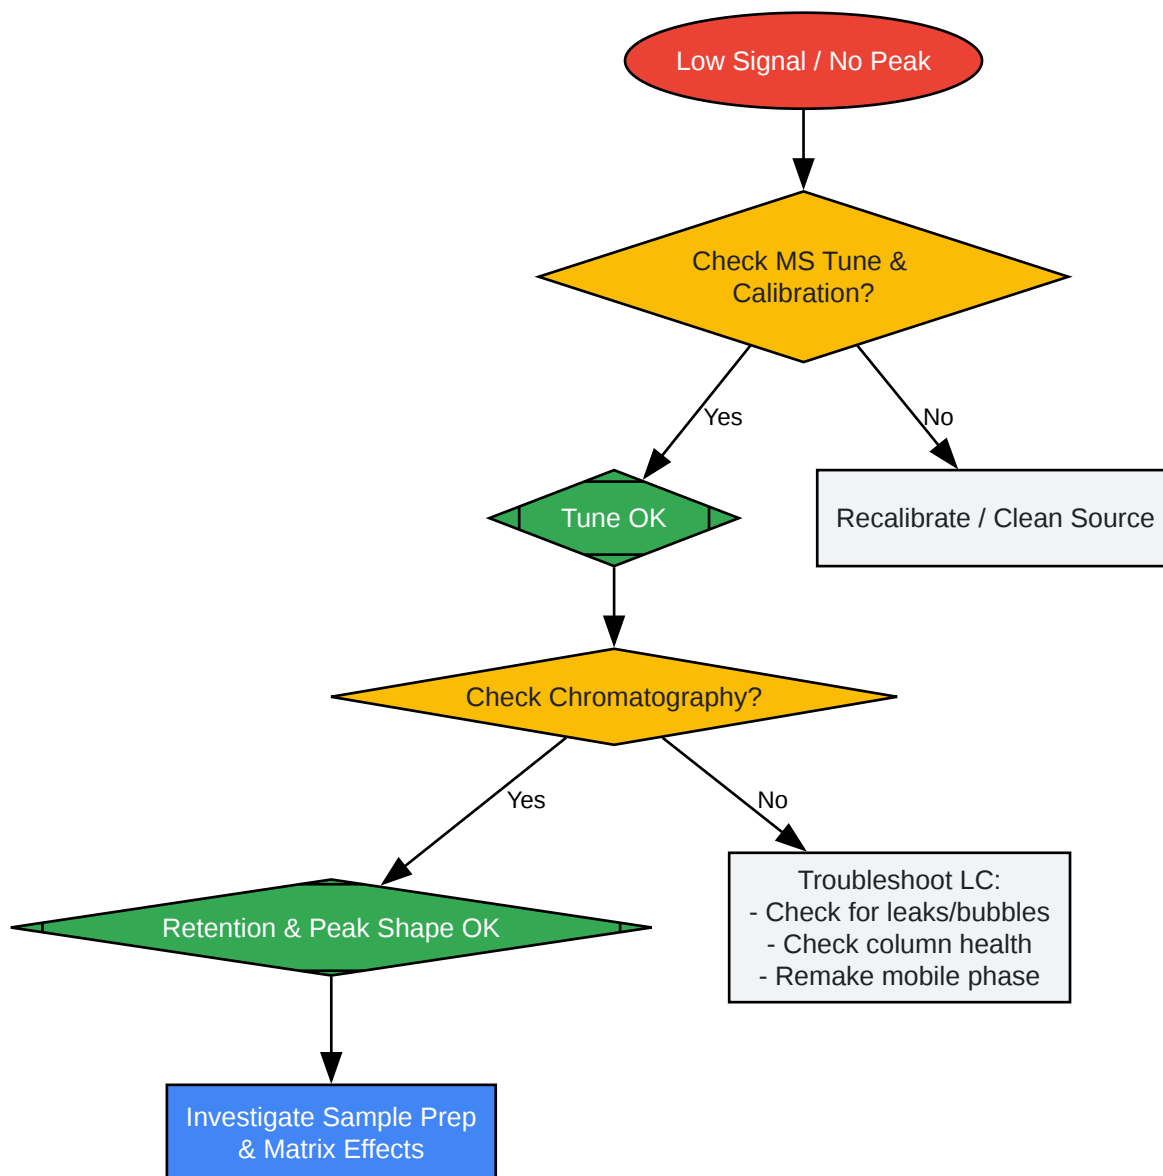 Low Signal / No Peak
Check MS Tune &
Calibration?
Yes
No
Tune OK
Recalibrate / Clean Source
Check Chromatography?
Yes
No
Retention & Peak Shape OK
Troubleshoot LC:
- Check for leaks/bubbles
- Check column health
- Remake mobile phase
Investigate Sample Prep
& Matrix Effects